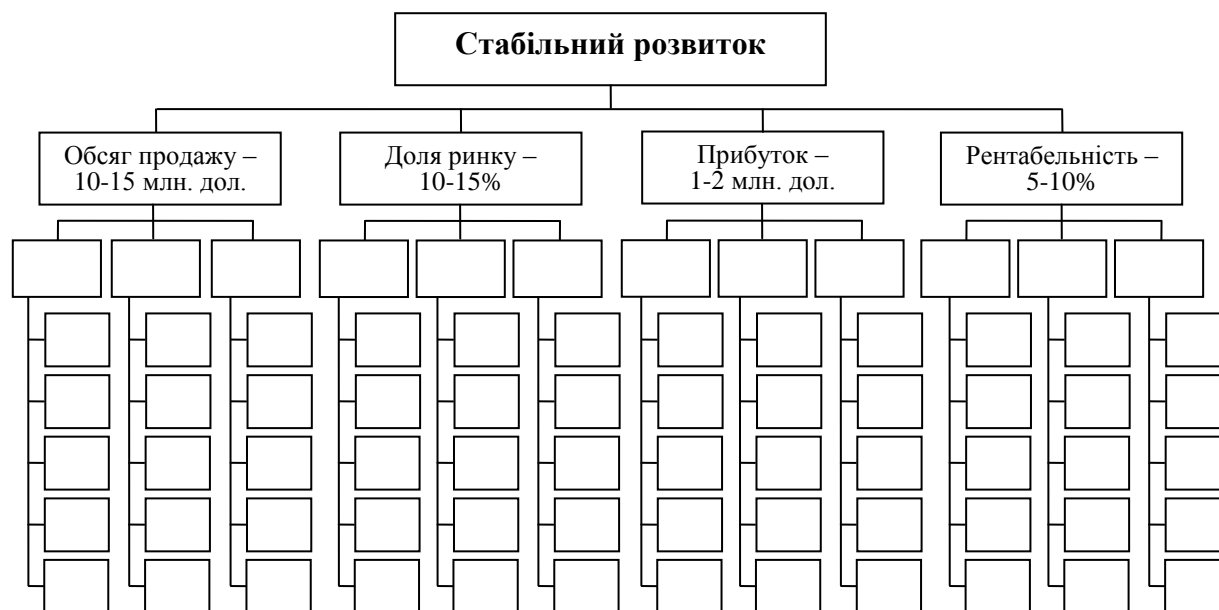 Стабільний розвиток
Обсяг продажу –
10-15 млн. дол.
Доля ринку –
10-15%
Прибуток –
1-2 млн. дол.
Рентабельність –
5-10%